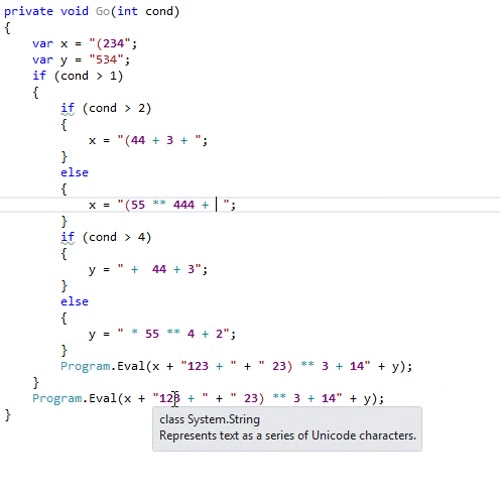 private void Go(int cond)
{
var x = "(234";
var y = "534";
if (cond > 1)
{
if (cond > 2)
{
x = "(44 + 3 + ";
}
else
{
x = "(55 ** 444 + ";
}
if (cond > 4)
{
y = " +  44 + 3";
}
else
{
y = " * 55 ** 4 + 2";
}
Program.Eval(x + "123 + " + " 23) ** 3 + 14" + y);
}
Program.Eval(x + "123 + " + " 23) ** 3 + 14" + y);
}
class System.String
Represents text as a series of Unicode characters.